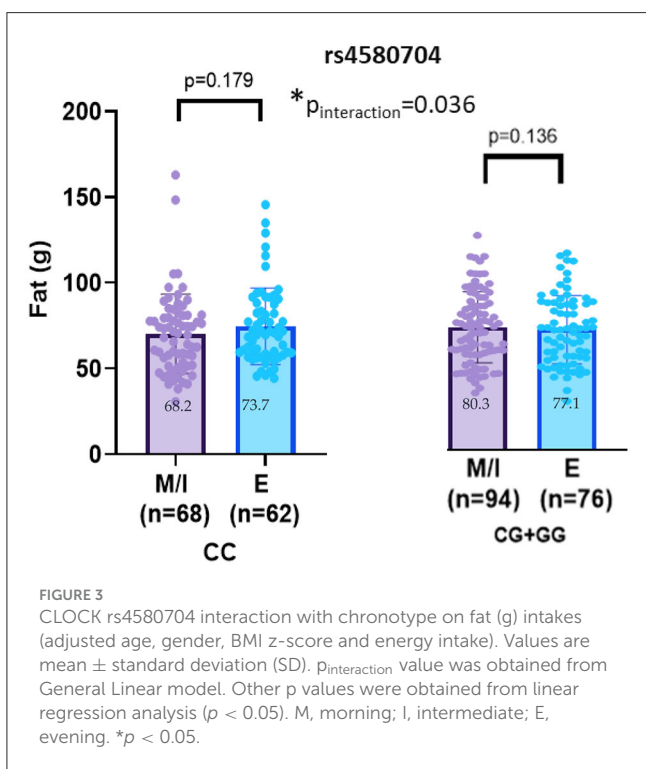 rs4580704
p=0.179
*pinteraction=0.036
p=0.136
200
150
100
50
0
Fat (g)
68.2
73.7
80.3
77.1
M/I
(n=68)
E
(n=62)
CC
M/I
(n=94)
E
(n=76)
CG+GG
FIGURE 3
CLOCK rs4580704 interaction with chronotype on fat (g) intakes
(adjusted age, gender, BMI z-score and energy intake). Values are
mean ± standard deviation (SD). pinteraction value was obtained from
General Linear model. Other p values were obtained from linear
regression analysis (p < 0.05). M, morning; I, intermediate; E,
evening. *p < 0.05.